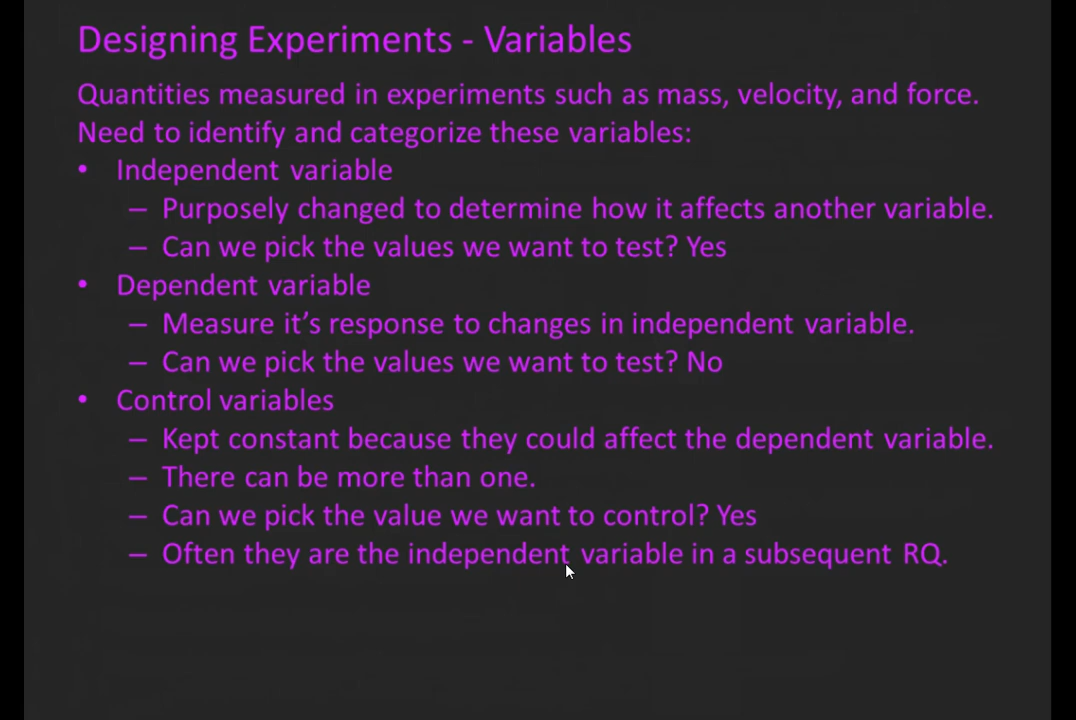 Designing Experiments - Variables
Quantities measured in experiments such as mass, velocity, and force.
Need to identify and categorize these variables:
• Independent variable
– Purposely changed to determine how it affects another variable.
– Can we pick the values we want to test? Yes
• Dependent variable
– Measure it’s response to changes in independent variable.
– Can we pick the values we want to test? No
• Control variables
– Kept constant because they could affect the dependent variable.
– There can be more than one.
– Can we pick the value we want to control? Yes
– Often they are the independent variable in a subsequent RQ.